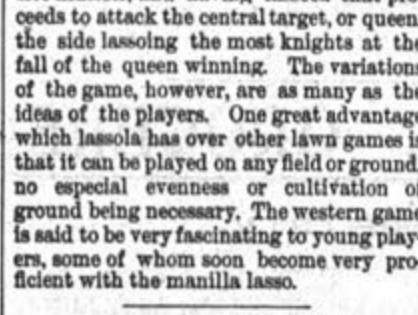 ceeds to attack the central target, or queen
the side lassoing the most knights at the
fall of the queen winning. The variations
of the game, however, are as many as the
ideas of the players. One great advantage
which lassola has over other lawn games is
that it can be played on any field or ground,
no especial evenness or cultivation of
ground being necessary. The western game
is said to be very fascinating to young play-
ers, some of whom soon become very pro-
ficient with the manilla lasso.